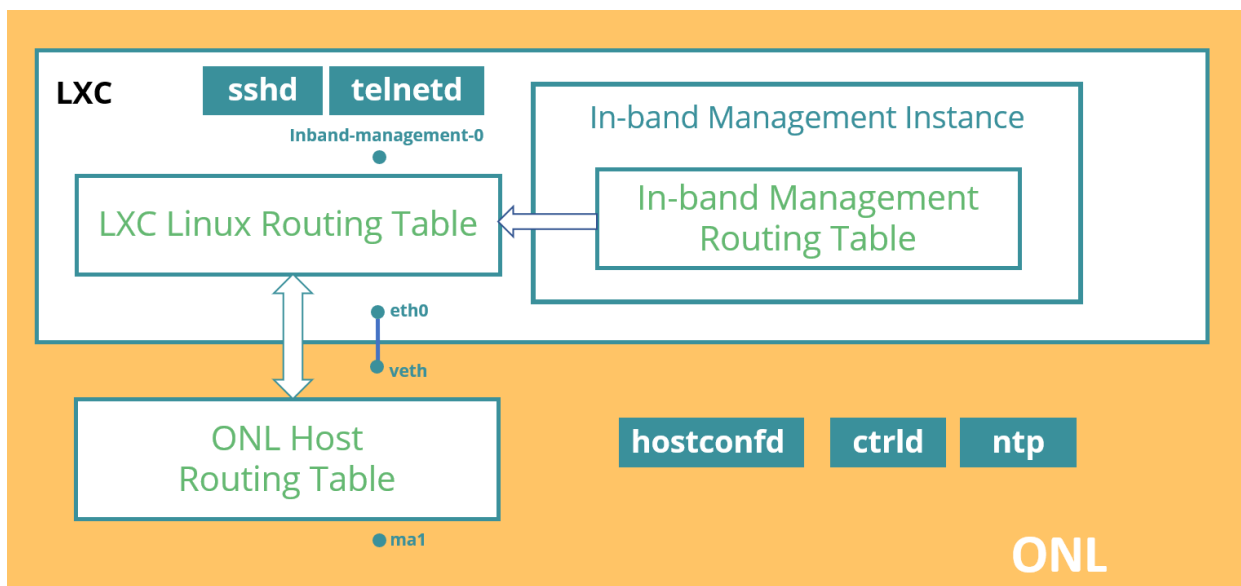 LXC
sshd
telnetd
Inband-management-0
In-band Management Instance
LXC Linux Routing Table
In-band Management
Routing Table
eth0
veth
ONL Host
Routing Table
hostconfd
ctrld
ntp
ma1
ONL